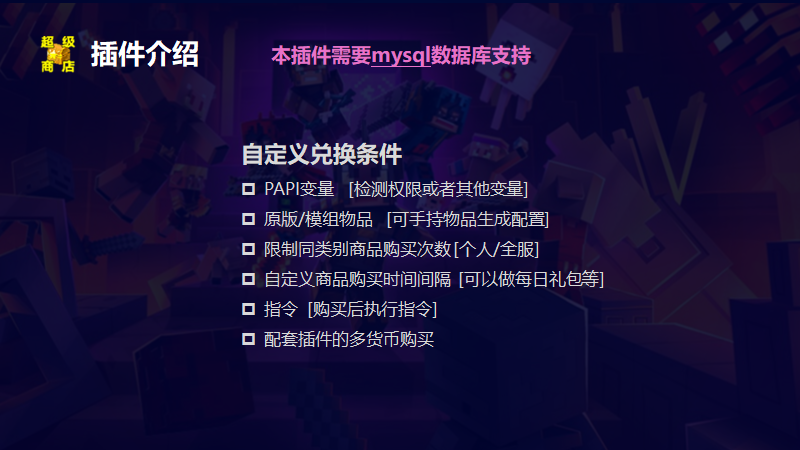 超级
商店
插件介绍
本插件需要mysql数据库支持
自定义兑换条件
PAPI变量 [检测权限或者其他变量]
原版/模组物品 [可手持物品生成配置]
限制同类别商品购买次数[个人/全服]
自定义商品购买时间间隔 [可以做每日礼包等]
指令 [购买后执行指令]
配套插件的多货币购买